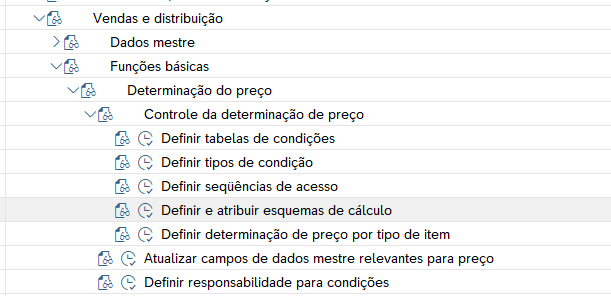 Vendas e distribuição
Dados mestre
Funções básicas
Determinação do preço
Controle da determinação de preço
Definir tabelas de condições
Definir tipos de condição
Definir seqüências de acesso
Definir e atribuir esquemas de cálculo
Definir determinação de preço por tipo de item
Atualizar campos de dados mestre relevantes para preço
Definir responsabilidade para condições